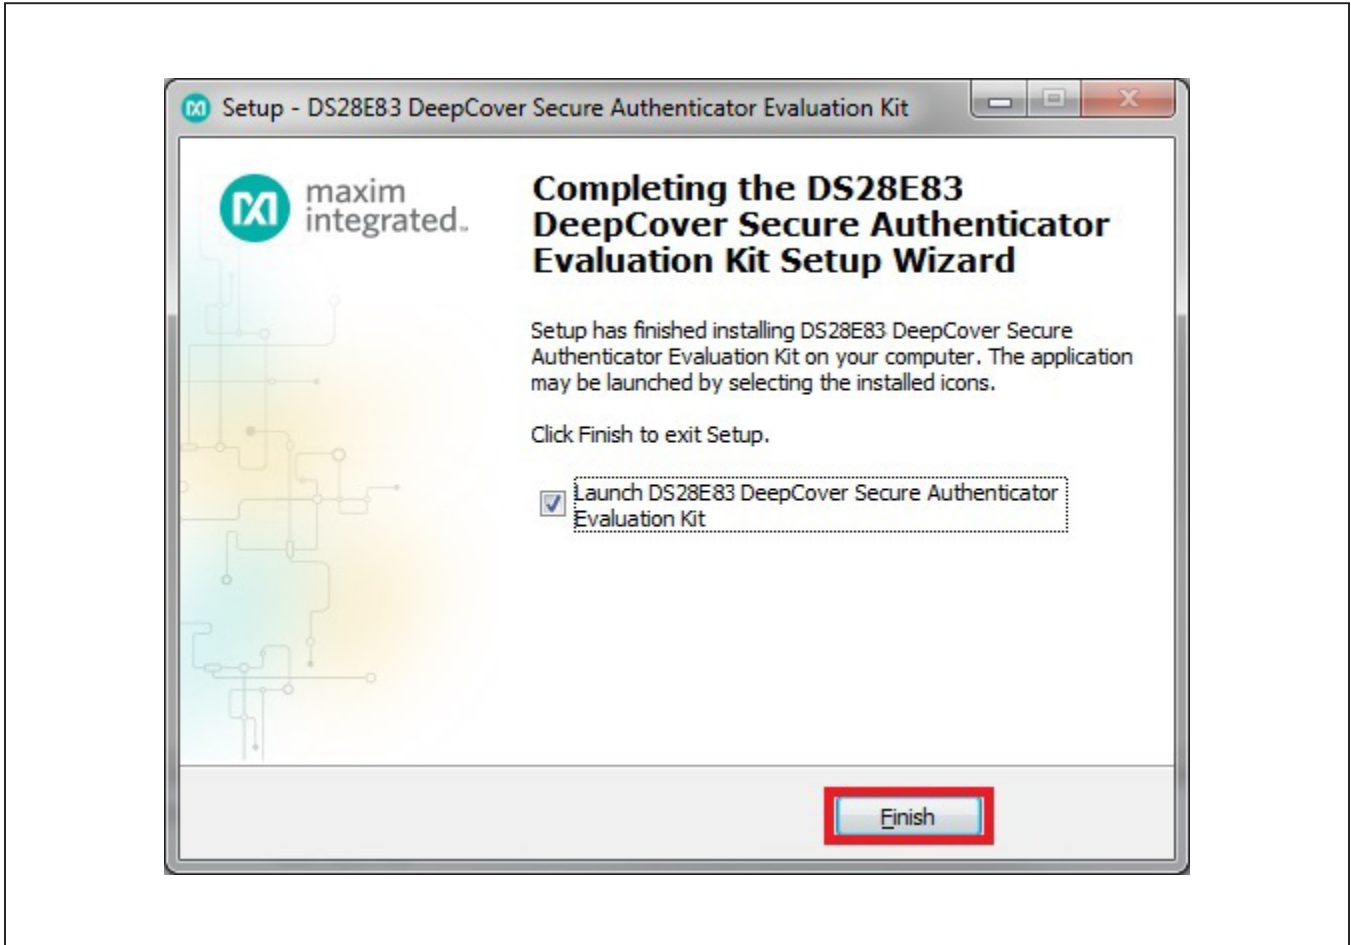 Setup - DS28E83 DeepCover Secure Authenticator Evaluation Kit
maxim
integrated™
Completing the DS28E83
DeepCover Secure Authenticator
Evaluation Kit Setup Wizard
Setup has finished installing DS28E83 DeepCover Secure
Authenticator Evaluation Kit on your computer. The application
may be launched by selecting the installed icons.
Click Finish to exit Setup.
Launch DS28E83 DeepCover Secure Authenticator
Evaluation Kit
Finish